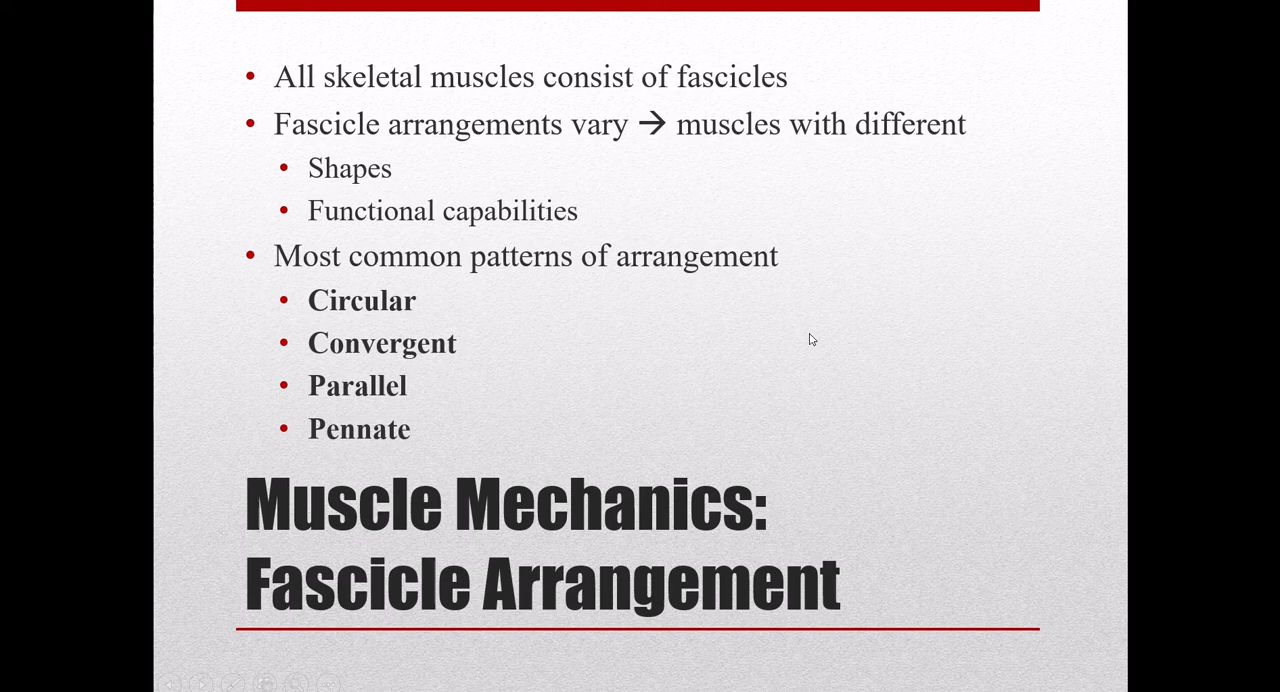 All skeletal muscles consist of fascicles
Fascicle arrangements vary → muscles with different
Shapes
Functional capabilities
Most common patterns of arrangement
Circular
Convergent
Parallel
Pennate
Muscle Mechanics:
Fascicle Arrangement